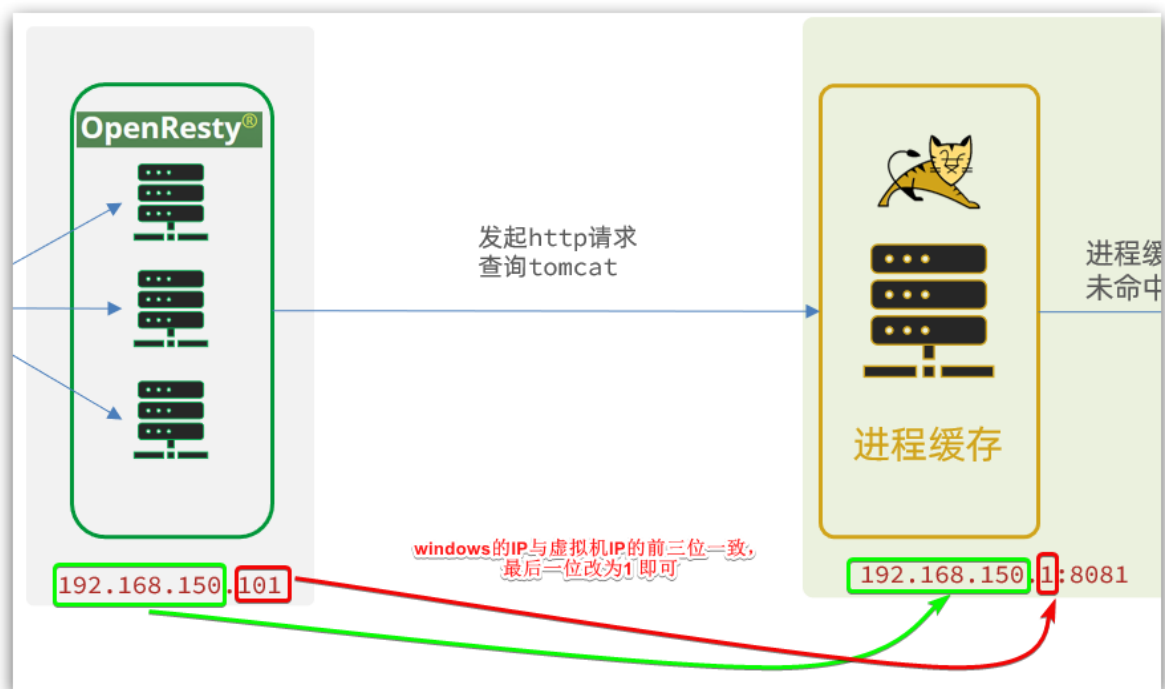 OpenResty®
发起http请求
查询tomcat
进程缓
未命中
进程缓存
windows的IP与虚拟机IP的前三位一致，
最后一位改为1 即可
192.168.150.101
192.168.150.1:8081